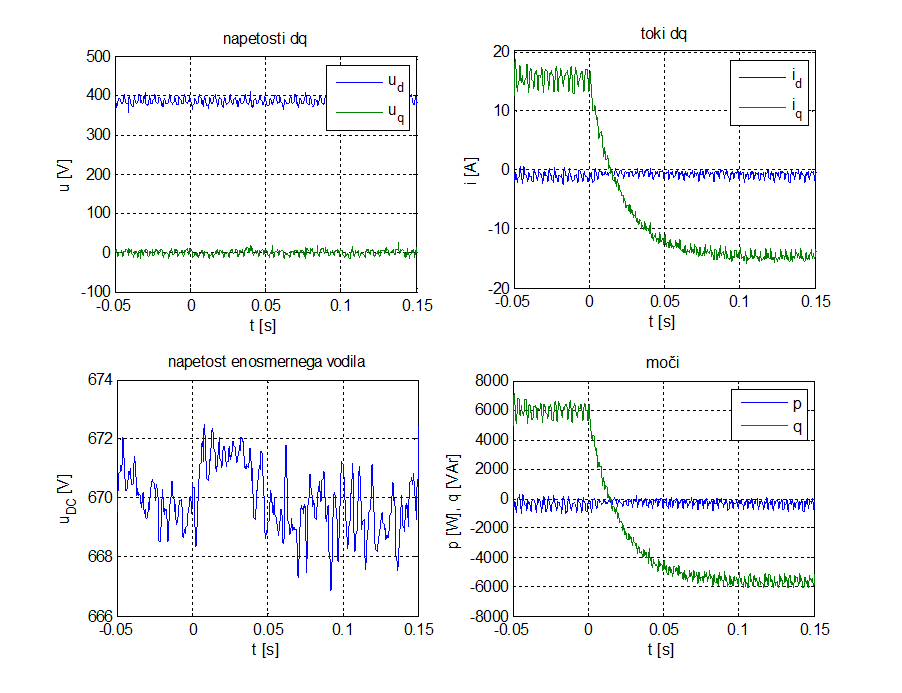 napetosti dq
500
400
300
200
100
0
-100
u [V]
u_d
u_q
-0.05
0
0.05
0.1
0.15
t [s]
toki dq
20
10
0
-10
-20
i [A]
i_d
i_q
-0.05
0
0.05
0.1
0.15
t [s]
napetost enosmernega vodila
674
672
670
668
666
u_DC [V]
-0.05
0
0.05
0.1
0.15
t [s]
moči
8000
6000
4000
2000
0
-2000
-4000
-6000
-8000
p [W], q [VAr]
p
q
-0.05
0
0.05
0.1
0.15
t [s]